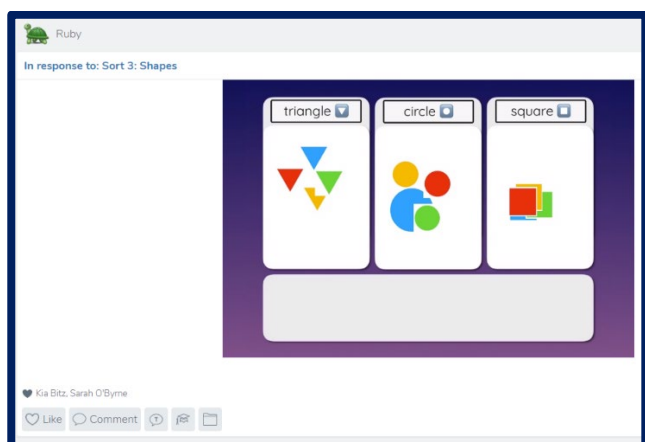 Ruby
In response to: Sort 3: Shapes
triangle circle square
Kia Bitz, Sarah O'Byrne
Like Comment